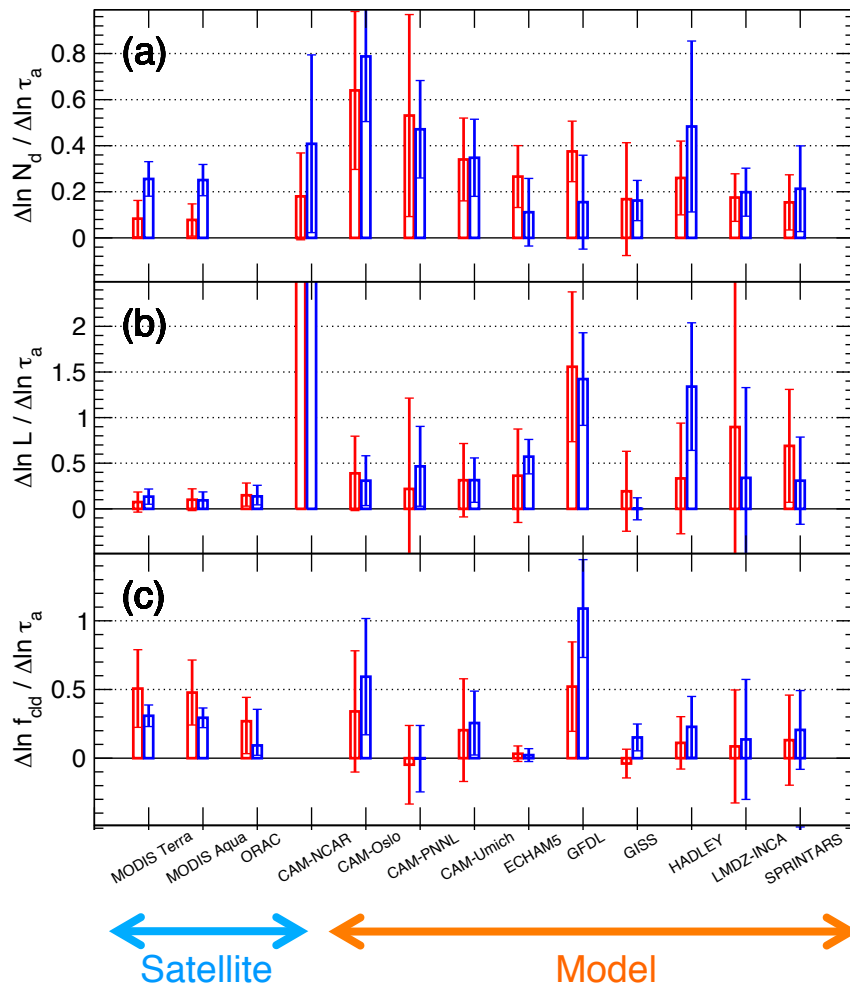 (a)
Δln N_d / Δln τ_a
0.8
0.6
0.4
0.2
0
(b)
Δln L / Δln τ_a
2
1.5
1
0.5
0
(c)
Δln f_cld / Δln τ_a
1
0.5
0
MODIS Terra
MODIS Aqua
ORAC
CAM-NCAR
CAM-Oslo
CAM-PNNL
CAM-Umich
ECHAM5
GFDL
GISS
HADLEY
LMDZ-INCA
SPRINTARS
Satellite
Model